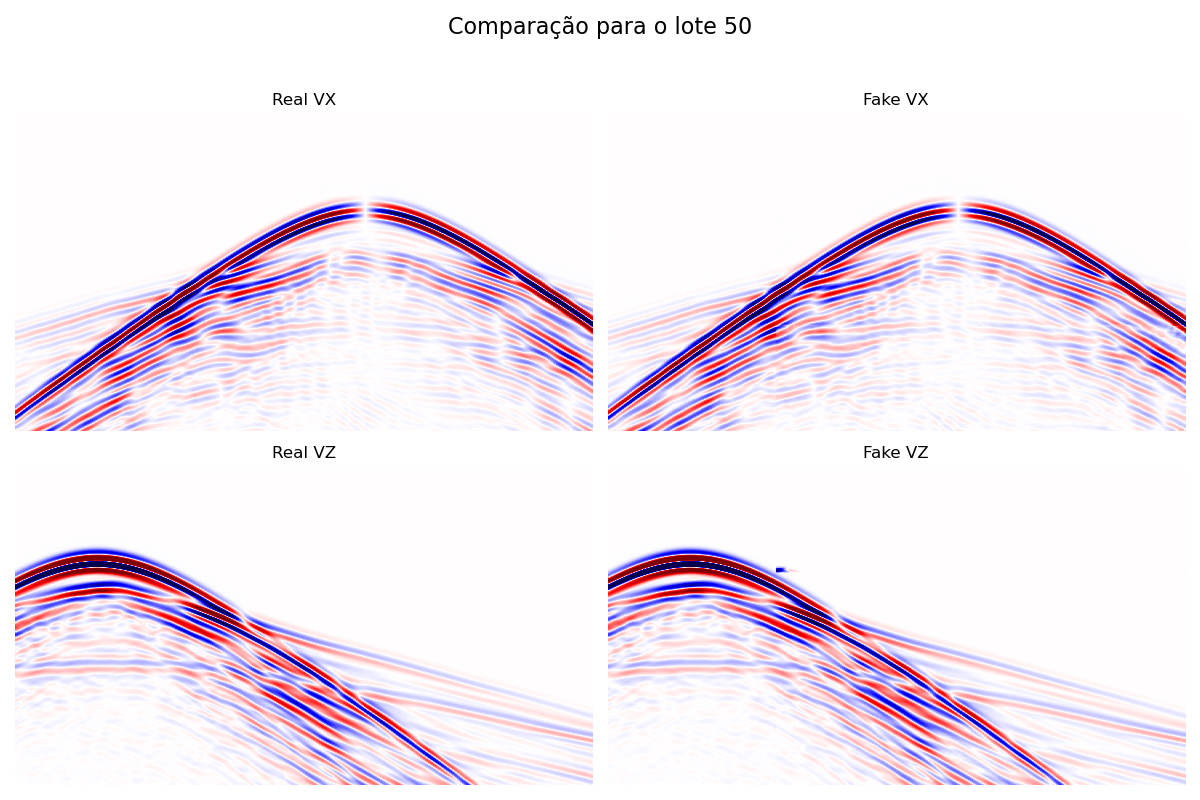 Comparação para o lote 50
Real VX
Fake VX
Real VZ
Fake VZ